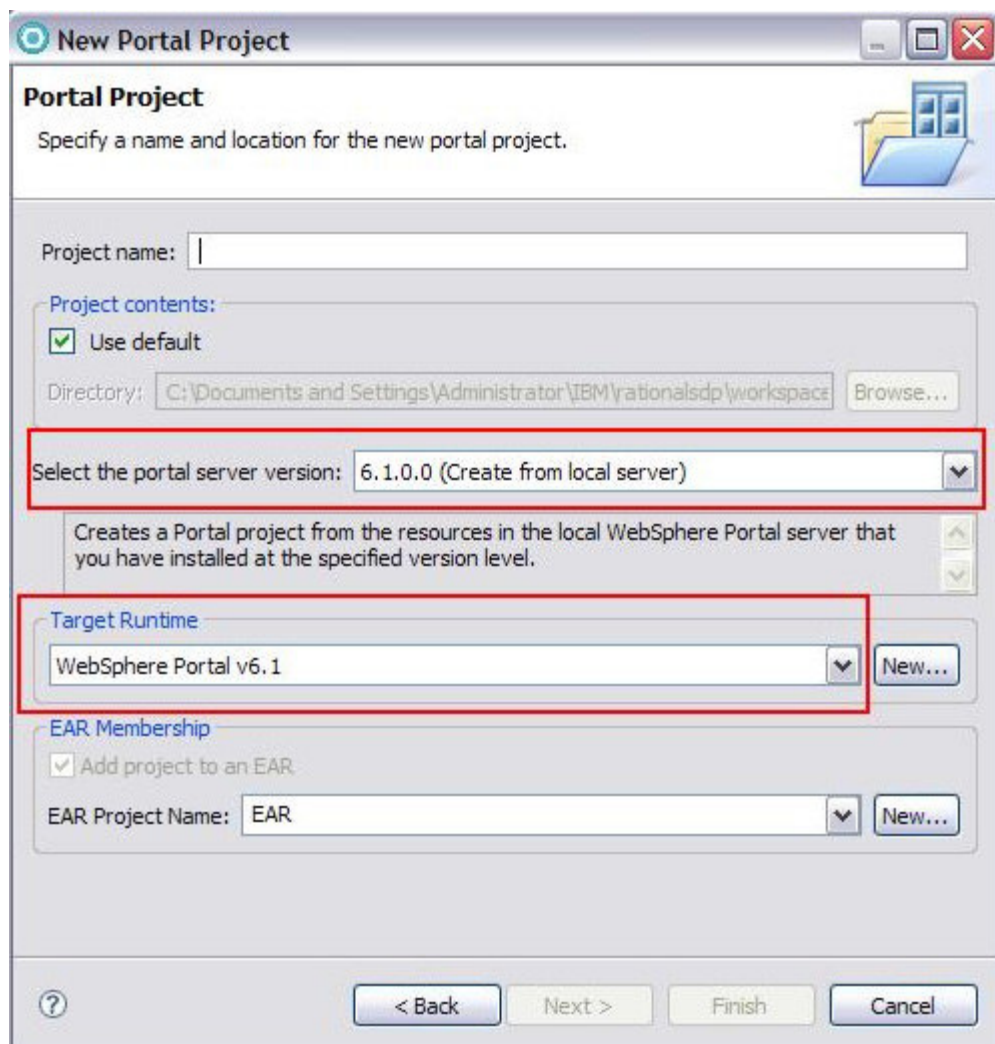 New Portal Project
Portal Project
Specify a name and location for the new portal project.
Project name:
Project contents:
Use default
Directory: C:\Documents and Settings\Administrator\IBM\rationalsdp\workspace Browse...
Select the portal server version: 6.1.0.0 (Create from local server)
Creates a Portal project from the resources in the local WebSphere Portal server that
you have installed at the specified version level.
Target Runtime
WebSphere Portal v6.1 New...
EAR Membership
Add project to an EAR
EAR Project Name: EAR New...
? < Back Next > Finish Cancel